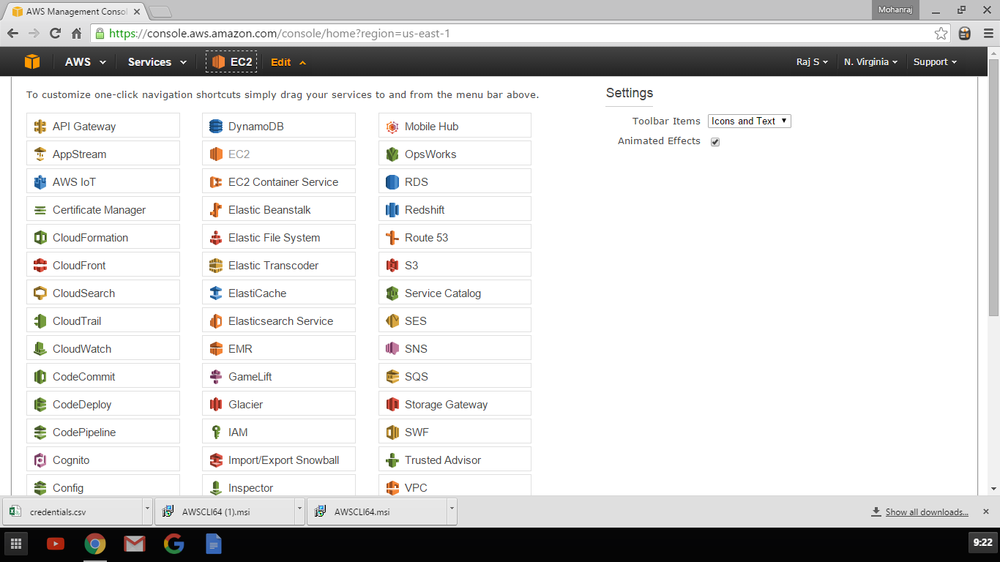 AWS Management Consol
Mohanraj
https://console.aws.amazon.com/console/home?region=us-east-1
AWS Services EC2 Edit Raj S N. Virginia Support
To customize one-click navigation shortcuts simply drag your services to and from the menu bar above.
API Gateway
AppStream
AWS IoT
Certificate Manager
CloudFormation
CloudFront
CloudSearch
CloudTrail
CloudWatch
CodeCommit
CodeDeploy
CodePipeline
Cognito
Config
DynamoDB
EC2
EC2 Container Service
Elastic Beanstalk
Elastic File System
Elastic Transcoder
ElastiCache
Elasticsearch Service
EMR
GameLift
Glacier
IAM
Import/Export Snowball
Inspector
Mobile Hub
OpsWorks
RDS
Redshift
Route 53
S3
Service Catalog
SES
SNS
SQS
Storage Gateway
SWF
Trusted Advisor
VPC
Settings
Toolbar Items Icons and Text
Animated Effects
credentials.csv AWSCLI64 (1).msi AWSCLI64.msi Show all downloads...
9:22